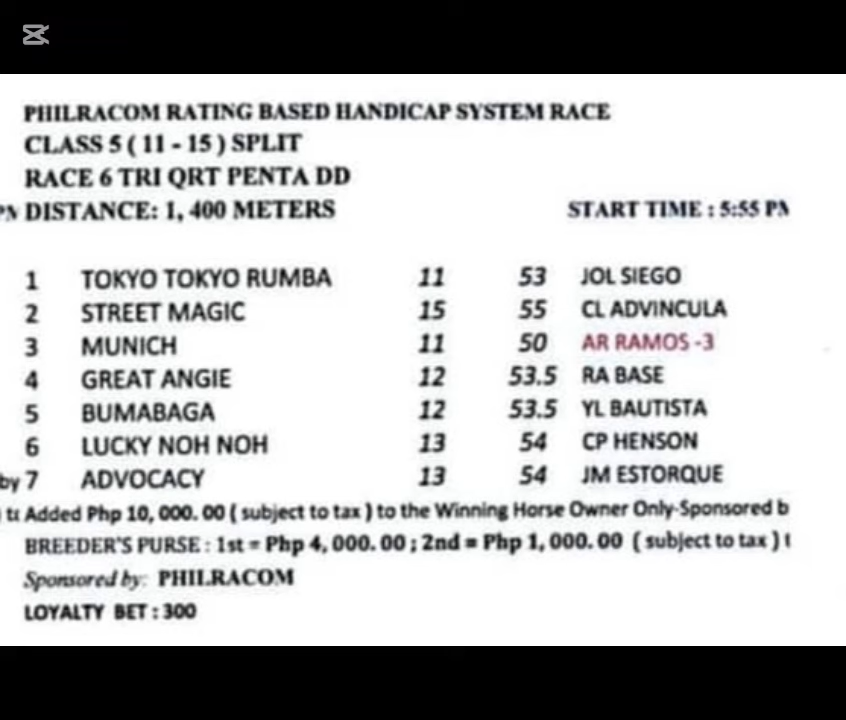 PHILRACOM RATING BASED HANDICAP SYSTEM RACE
CLASS 5 ( 11 - 15 ) SPLIT
RACE 6 TRI QRT PENTA DD
DISTANCE: 1, 400 METERS START TIME : 5:55 PM
1 TOKYO TOKYO RUMBA 11 53 JOL SIEGO
2 STREET MAGIC 15 55 CL ADVINCULA
3 MUNICH 11 50 AR RAMOS -3
4 GREAT ANGIE 12 53.5 RA BASE
5 BUMABAGA 12 53.5 YL BAUTISTA
6 LUCKY NOH NOH 13 54 CP HENSON
by 7 ADVOCACY 13 54 JM ESTORQUE
Added Php 10, 000. 00 ( subject to tax ) to the Winning Horse Owner Only-Sponsored b
BREEDER'S PURSE : 1st = Php 4, 000. 00 ; 2nd = Php 1, 000. 00 ( subject to tax ) t
Sponsored by: PHILRACOM
LOYALTY BET : 300